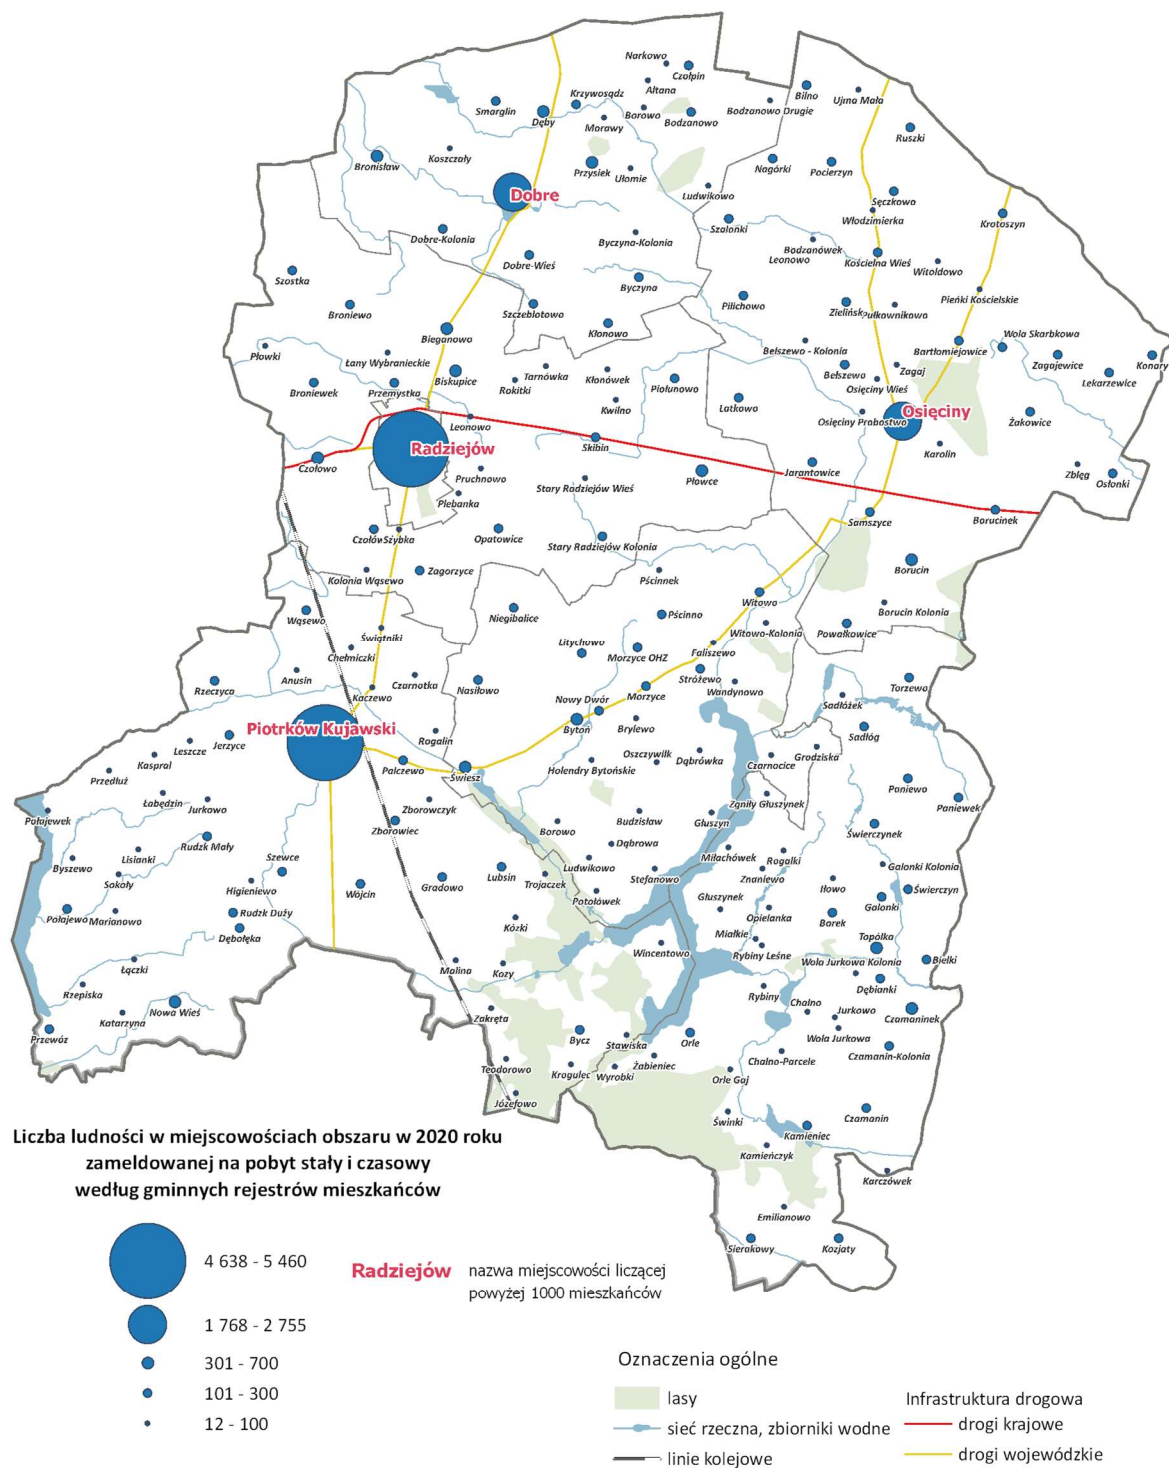 Narkowo
Czołpin
Altana
Krzywosądz
Smarglin
Dęby
Borowo
Morawy
Bodzanowo
Bodzanowo Drugie
Bilno
Ujma Mała
Ruszki
Koszczały
Bronisław
Przysiek
Ułomie
Nagórki
Pocierzyn
Dobre
Ludwikowo
Sęczkowo
Włodzimierka
Szalonki
Krotoszyn
Dobre-Kolonia
Byczyna-Kolonia
Bodzanówek
Leonowo
Kościelna Wieś
Witoldowo
Dobre-Wieś
Szostka
Byczyna
Pilichowo
Pieńki Kościelskie
Broniewo
Szczeblotowo
Zielińsk
ułkownikowo
Kłonowo
Bieganowo
Wola Skarbkowa
Płowki
Bełszewo - Kolonia
Bartłomiejowice
Łany Wybranieckie
Zagajewice
Konary
Biskupice
Tarnówka
Kłonówek
Piołunowo
Bełszewo
Zagaj
Lekarzewice
Broniewek
Przemystka
Rokitki
Osięciny Wieś
Kwilno
Latkowo
Osięciny
Leonowo
Osięciny Probostwo
Żakowice
Radziejów
Skibin
Karolin
Czołowo
Pruchnowo
Stary Radziejów Wieś
Płowce
Jarantowice
Zbląg
Osłonki
Plebanka
Samszyce
Borucinek
Czołów
Szybka
Opatowice
Stary Radziejów Kolonia
Kolonia Wąsewo
Zagorzyce
Pścinnek
Borucin
Witowo
Borucin Kolonia
Wąsewo
Niegibalice
Pścinno
Witowo-Kolonia
Powałkowice
Świątniki
Chełmiczki
Faliszewo
Morzyce OHZ
Anusin
Czarnotka
Stróżewo
Rzeczyca
Kaczewo
Nasiłowo
Nowy Dwór
Morzyce
Wandynowo
Torzewo
Sadłóżek
Piotrków Kujawski
Rogalin
Bytoń
Brylewo
Sadłóg
Leszcze
Jerzyce
Kaspral
Oszczywilk
Dąbrówka
Czarnocice
Grodziska
Przedłuż
Palczewo
Świesz
Holendry Bytońskie
Paniewo
Łabędzin
Jurkowo
Zborowczyk
Zgniły Głuszynek
Paniewek
Połajewek
Zborowiec
Borowo
Budzisław
Głuszyn
Świerczynek
Byszewo
Lisianki
Rudzk Mały
Szewce
Dąbrowa
Miłachówek
Rogalki
Ludwikowo
Znaniewo
Galonki Kolonia
Sokoły
Higieniewo
Wójcin
Gradowo
Lubsin
Trojaczek
Stefanowo
Iłowo
Świerczyn
Potołówek
Głuszynek
Galonki
Połajewo
Marianowo
Rudzk Duży
Opielanka
Borek
Dębołęka
Kózki
Miałkie
Topólka
Łączki
Malina
Kozy
Wincentowo
Rybiny Leśne
Wola Jurkowa Kolonia
Bielki
Rzepiska
Rybiny
Dębianki
Nowa Wieś
Katarzyna
Zakręta
Chalno
Jurkowo
Czamaninek
Przewóz
Bycz
Stawiska
Orle
Wola Jurkowa
Czamanin-Kolonia
Teodorowo
Krogulec
Wyrobki
Żabieniec
Orle Gaj
Chalno-Parcele
Józefowo
Świnki
Kamieniec
Czamanin
Kamieńczyk
Karczówek
Emilianowo
Sierakowy
Kozjaty
Liczba ludności w miejscowościach obszaru w 2020 roku
zameldowanej na pobyt stały i czasowy
według gminnych rejestrów mieszkańców
4 638 - 5 460
1 768 - 2 755
301 - 700
101 - 300
12 - 100
Radziejów
nazwa miejscowości liczącej
powyżej 1000 mieszkańców
Oznaczenia ogólne
lasy
sieć rzeczna, zbiorniki wodne
linie kolejowe
Infrastruktura drogowa
drogi krajowe
drogi wojewódzkie